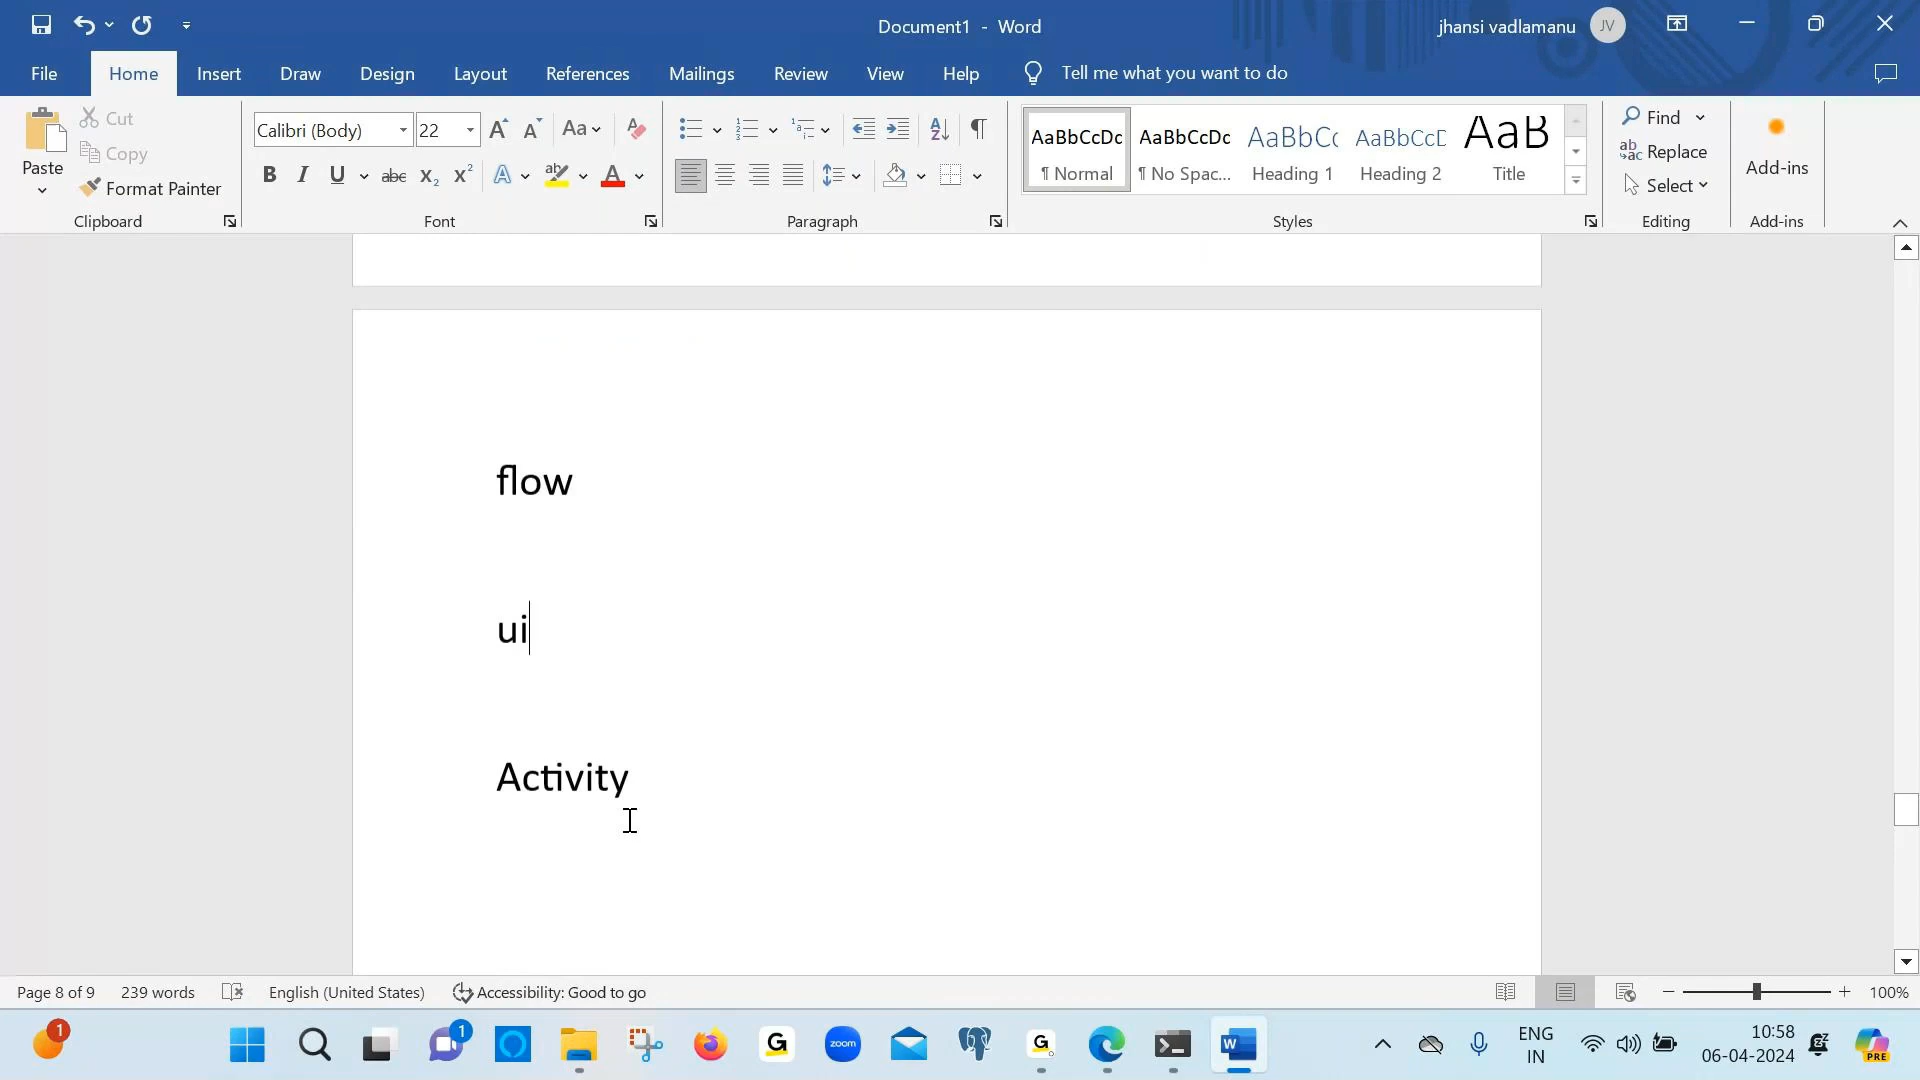 Document1 - Word
jhansi vadlamanu
JV
File
Home
Insert
Draw
Design
Layout
References
Mailings
Review
View
Help
Tell me what you want to do
Paste
Cut
Copy
Format Painter
Clipboard
Calibri (Body)
22
Font
Paragraph
AaBbCcDc
¶ Normal
AaBbCcDc
¶ No Spac...
AaBbCc
Heading 1
AaBbCcD
Heading 2
AaB
Title
Styles
Find
Replace
Select
Editing
Add-ins
Add-ins
flow
ui
Activity
Page 8 of 9
239 words
English (United States)
Accessibility: Good to go
100%
1
1
zoom
ENG
IN
10:58
06-04-2024
PRE